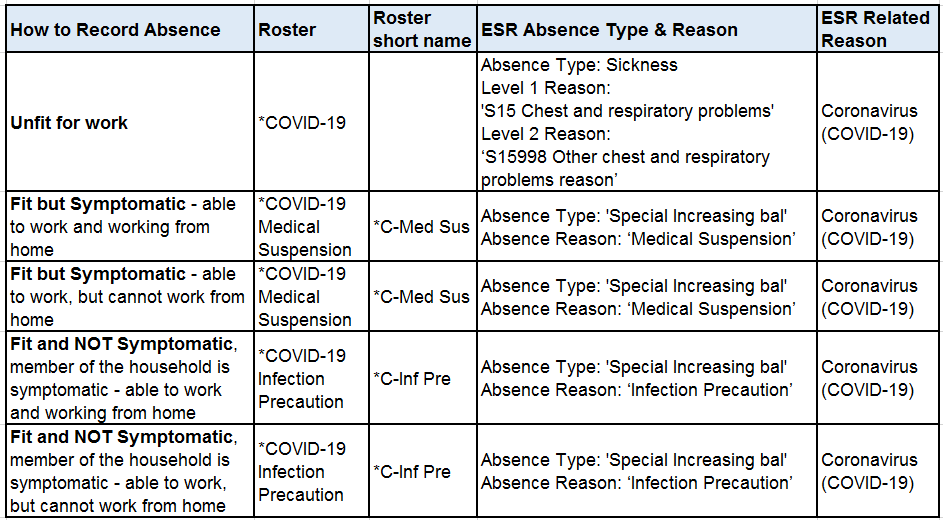 How to Record Absence
Roster
Roster
short name
ESR Absence Type & Reason
ESR Related
Reason
Unfit for work
*COVID-19
Absence Type: Sickness
Level 1 Reason:
'S15 Chest and respiratory problems'
Level 2 Reason:
‘S15998 Other chest and respiratory
problems reason’
Coronavirus
(COVID-19)
Fit but Symptomatic - able
to work and working from
home
*COVID-19
Medical
Suspension
*C-Med Sus
Absence Type: 'Special Increasing bal'
Absence Reason: ‘Medical Suspension’
Coronavirus
(COVID-19)
Fit but Symptomatic - able
to work, but cannot work from
home
*COVID-19
Medical
Suspension
*C-Med Sus
Absence Type: 'Special Increasing bal'
Absence Reason: ‘Medical Suspension’
Coronavirus
(COVID-19)
Fit and NOT Symptomatic,
member of the household is
symptomatic - able to work
and working from home
*COVID-19
Infection
Precaution
*C-Inf Pre
Absence Type: 'Special Increasing bal'
Absence Reason: ‘Infection Precaution’
Coronavirus
(COVID-19)
Fit and NOT Symptomatic,
member of the household is
symptomatic - able to work,
but cannot work from home
*COVID-19
Infection
Precaution
*C-Inf Pre
Absence Type: 'Special Increasing bal'
Absence Reason: ‘Infection Precaution’
Coronavirus
(COVID-19)